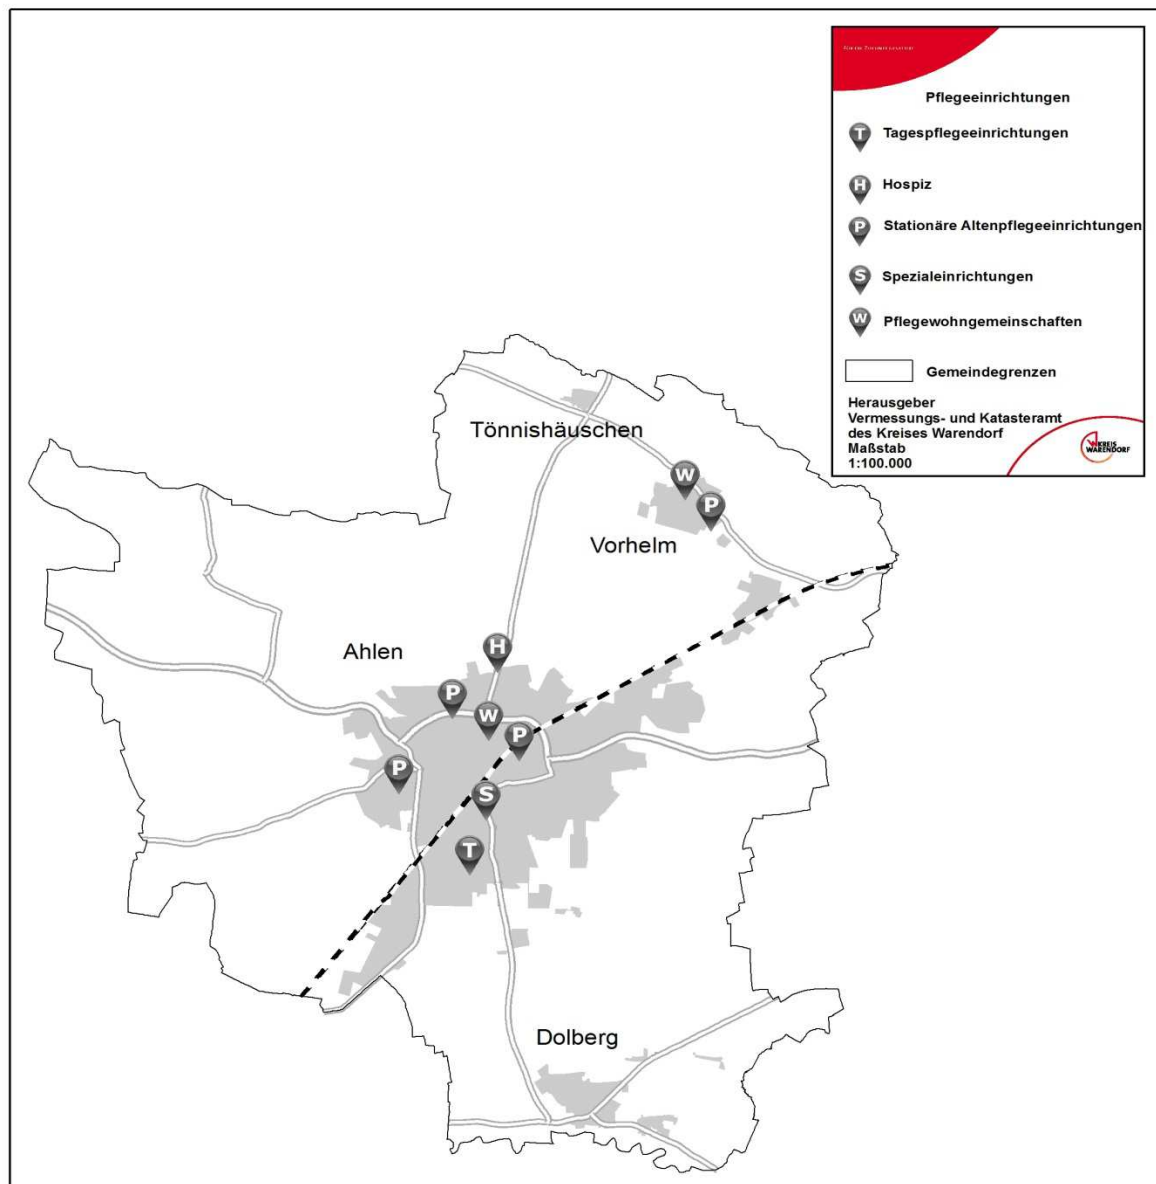 Pflegeeinrichtungen
T Tagespflegeeinrichtungen
H Hospiz
P Stationäre Altenpflegeeinrichtungen
S Spezialeinrichtungen
W Pflegewohngemeinschaften
Gemeindegrenzen
Herausgeber
Vermessungs- und Katasteramt
des Kreises Warendorf
Maßstab
1:100.000
KREIS
WARENDORF
Tönnishäuschen
W
P
Vorhelm
H
Ahlen
P
W
P
P
S
T
Dolberg